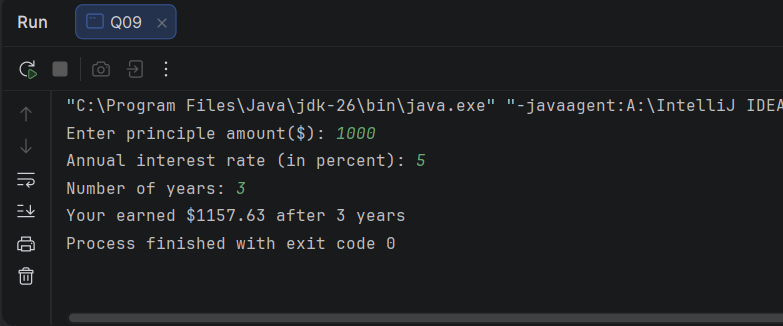 Run Q09
"C:\Program Files\Java\jdk-26\bin\java.exe" "-javaagent:A:\IntelliJ IDEA
Enter principle amount($): 1000
Annual interest rate (in percent): 5
Number of years: 3
Your earned $1157.63 after 3 years
Process finished with exit code 0